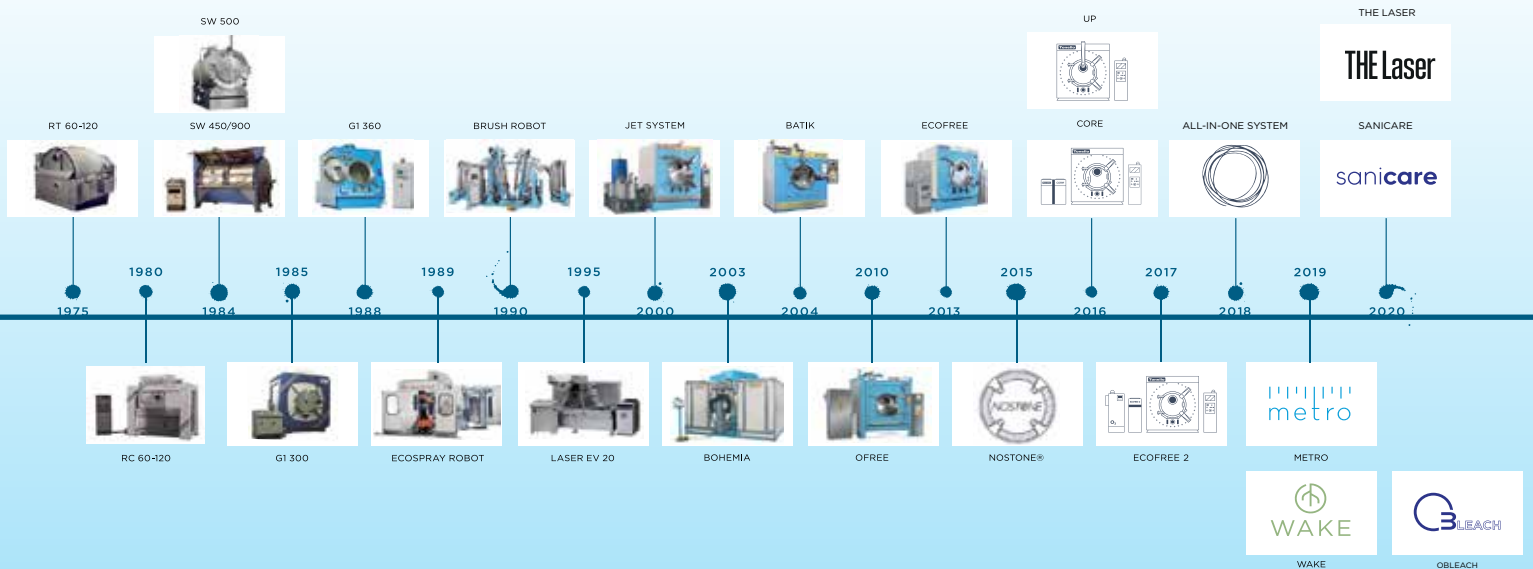 SW 500
UP
THE LASER
THE Laser
RT 60-120
SW 450/900
G1 360
BRUSH ROBOT
JET SYSTEM
BATIK
ECOFREE
CORE
ALL-IN-ONE SYSTEM
SANICARE
sanicare
1980
1985
1989
1995
2003
2010
2015
2017
2019
1975
1984
1988
1990
2000
2004
2013
2016
2018
2020
NOSTONE
metro
RC 60-120
G1 300
ECOSPRAY ROBOT
LASER EV 20
BOHEMIA
OFREE
NOSTONE®
ECOFREE 2
METRO
WAKE
O3LEACH
WAKE
OBLEACH